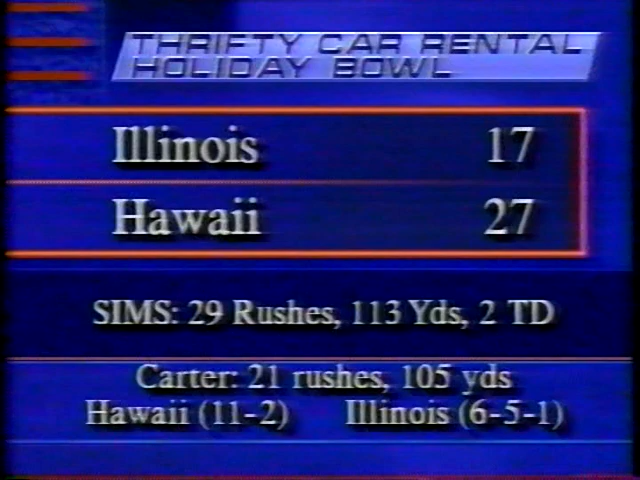 THRIFTY CAR RENTAL
HOLIDAY BOWL
Illinois 17
Hawaii 27
SIMS: 29 Rushes, 113 Yds, 2 TD
Carter: 21 rushes, 105 yds
Hawaii (11-2) Illinois (6-5-1)